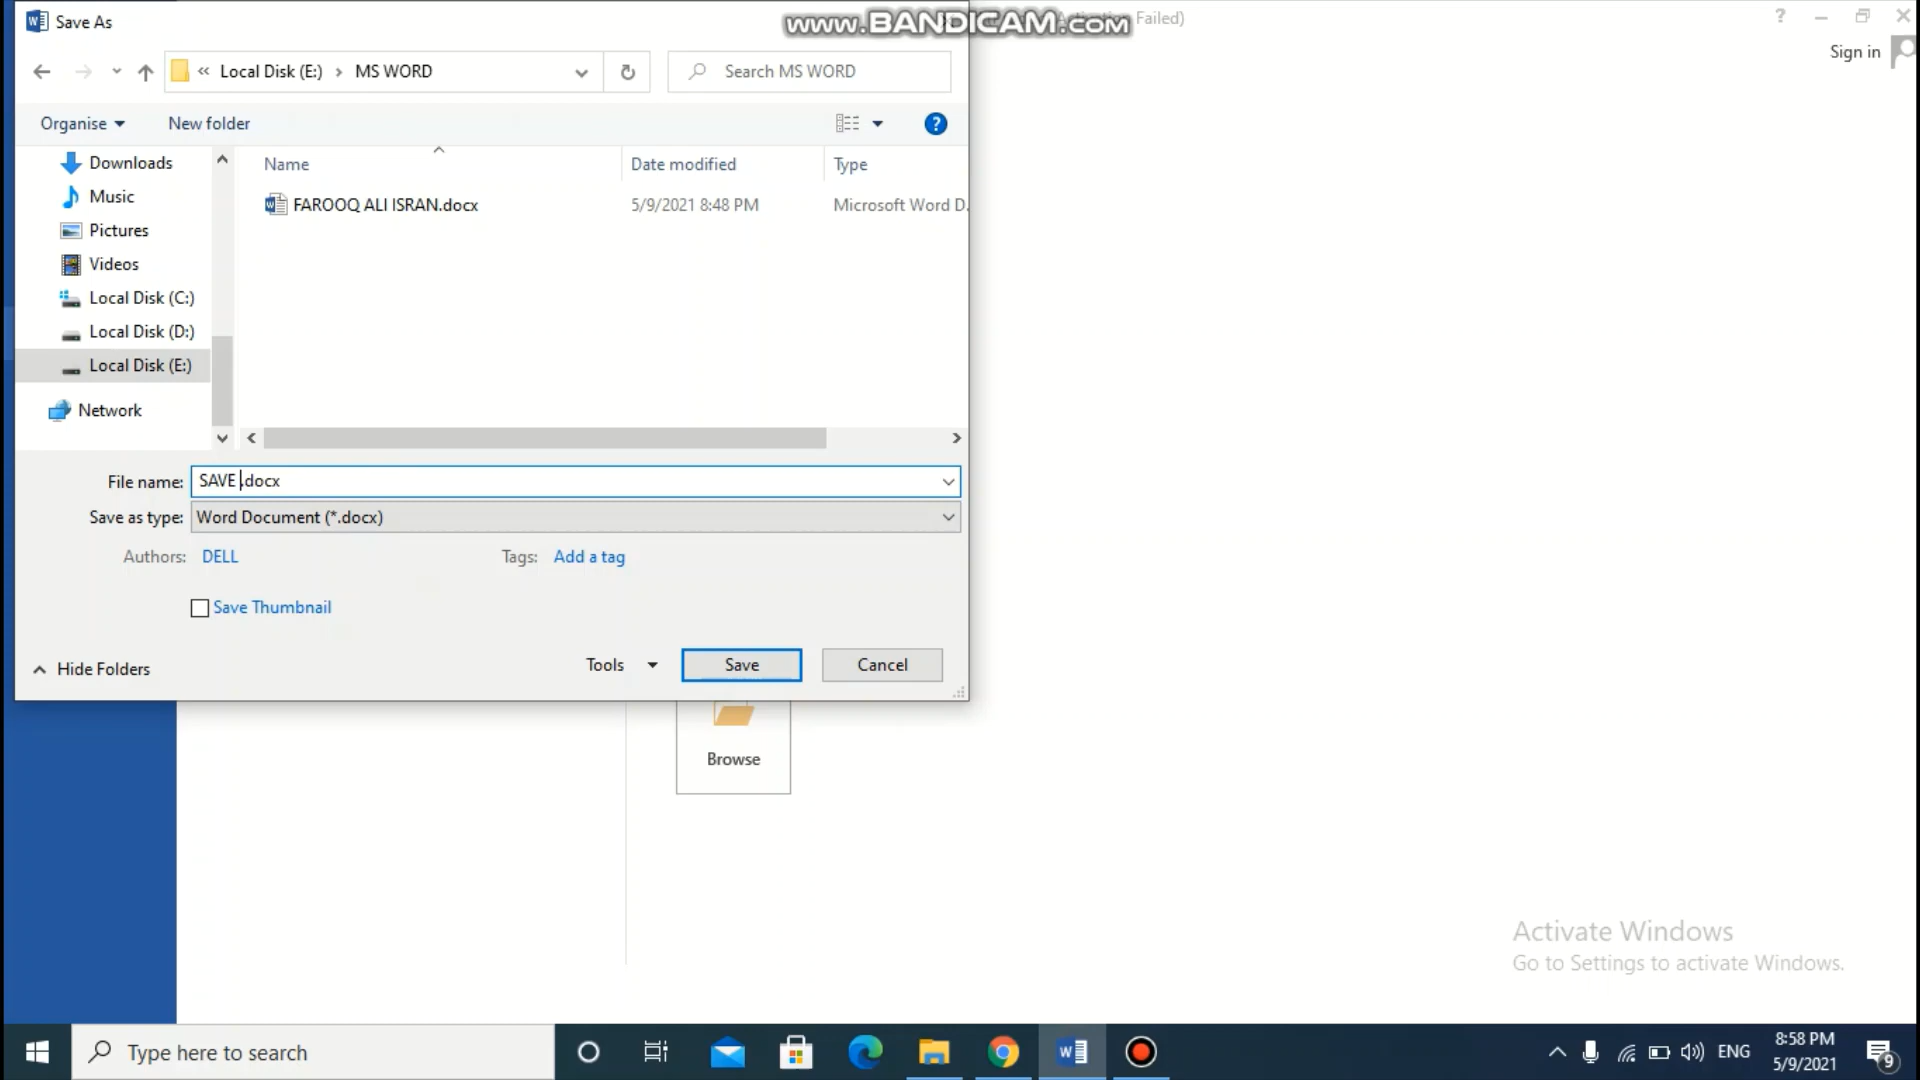 Save As
www.BANDICAM.com
Failed)
Sign in
« Local Disk (E:) › MS WORD
Search MS WORD
Organise
New folder
Name
Date modified
Type
FAROOQ ALI ISRAN.docx
5/9/2021 8:48 PM
Microsoft Word D.
Downloads
Music
Pictures
Videos
Local Disk (C:)
Local Disk (D:)
Local Disk (E:)
Network
File name: SAVE .docx
Save as type: Word Document (*.docx)
Authors: DELL
Tags: Add a tag
Save Thumbnail
Hide Folders
Tools
Save
Cancel
Browse
Activate Windows
Go to Settings to activate Windows.
Type here to search
ENG
8:58 PM
5/9/2021
9